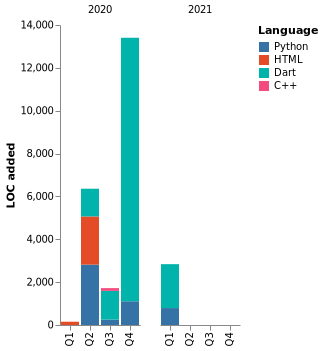 2020
2021
14,000
12,000
10,000
8,000
6,000
4,000
2,000
0
LOC added
Q1
Q2
Q3
Q4
Q1
Q2
Q3
Q4
Language
Python
HTML
Dart
C++